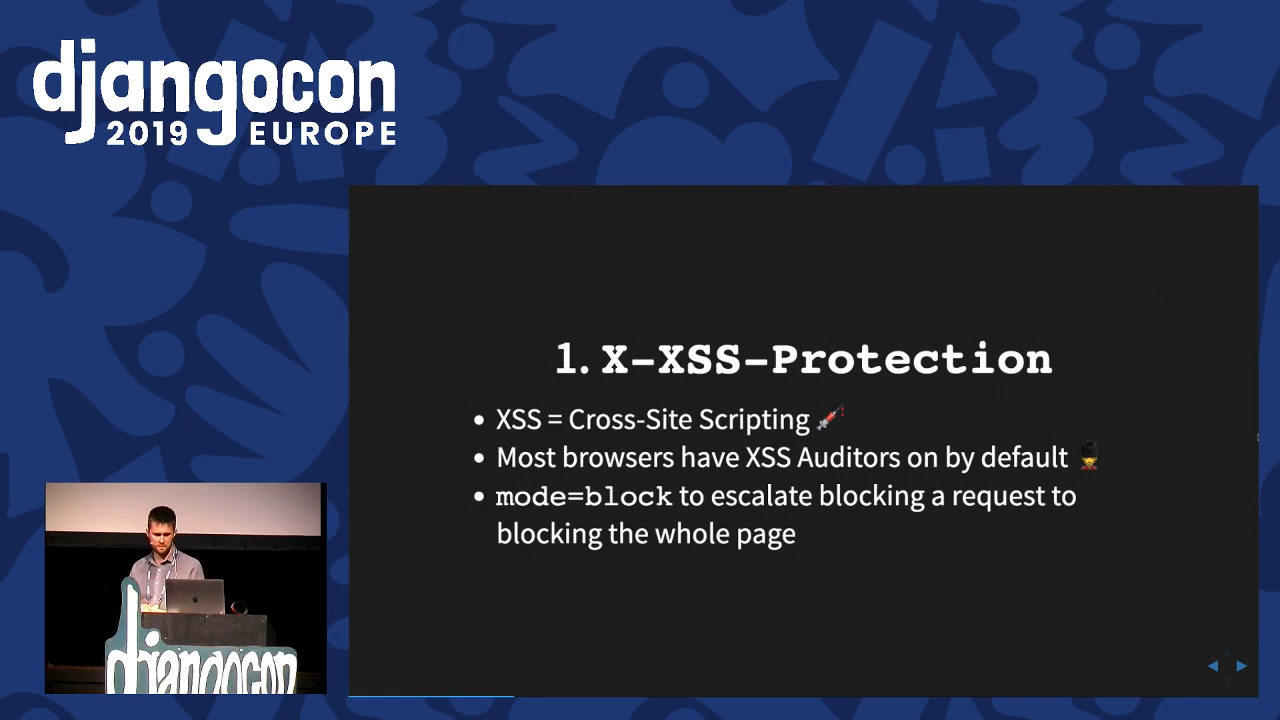 djangocon
2019 EUROPE
1. X-XSS-Protection
• XSS = Cross-Site Scripting 💉
• Most browsers have XSS Auditors on by default 💂
• mode=block to escalate blocking a request to
blocking the whole page
djangocon